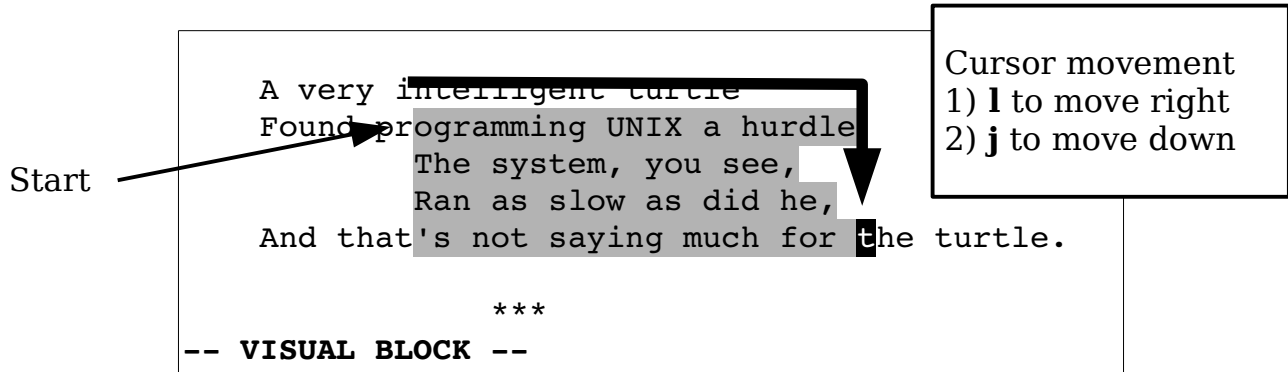 A very intelligent turtle
Found programming UNIX a hurdle
The system, you see,
Ran as slow as did he,
And that's not saying much for the turtle.
***
-- VISUAL BLOCK --
Start
Cursor movement
1) l to move right
2) j to move down